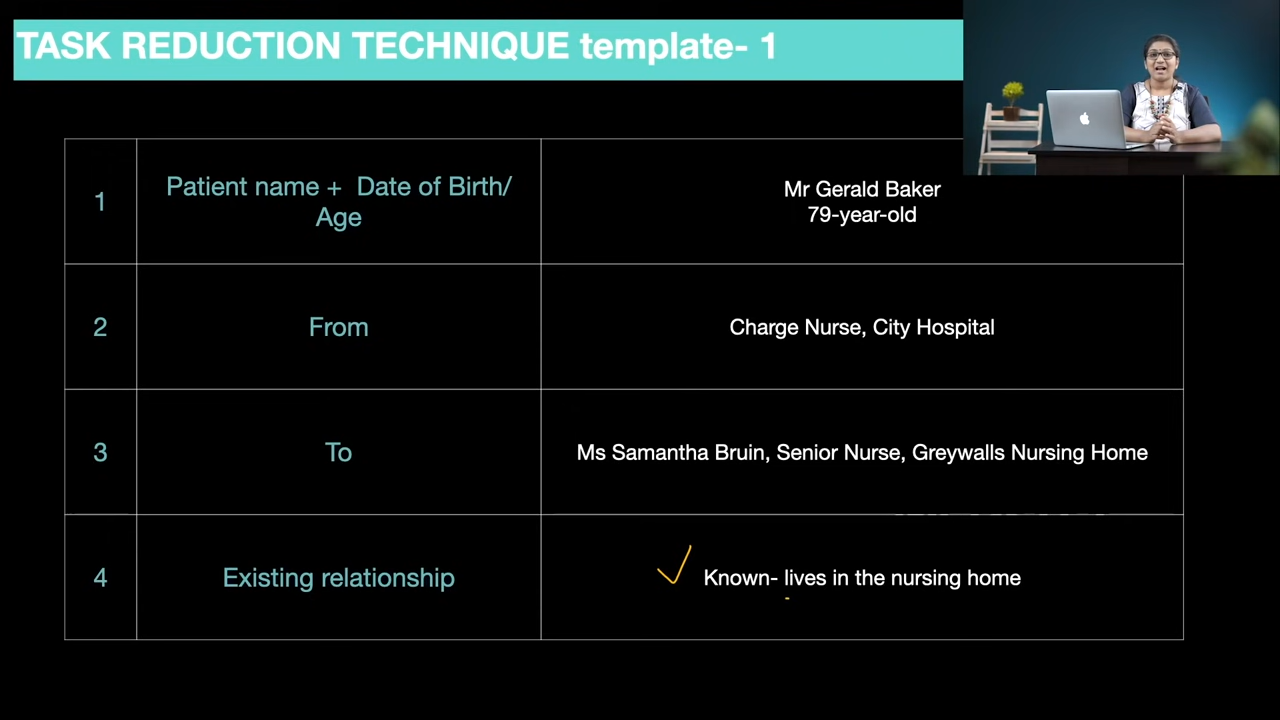 TASK REDUCTION TECHNIQUE template- 1
1
Patient name + Date of Birth/
Age
Mr Gerald Baker
79-year-old
2
From
Charge Nurse, City Hospital
3
To
Ms Samantha Bruin, Senior Nurse, Greywalls Nursing Home
4
Existing relationship
Known- lives in the nursing home